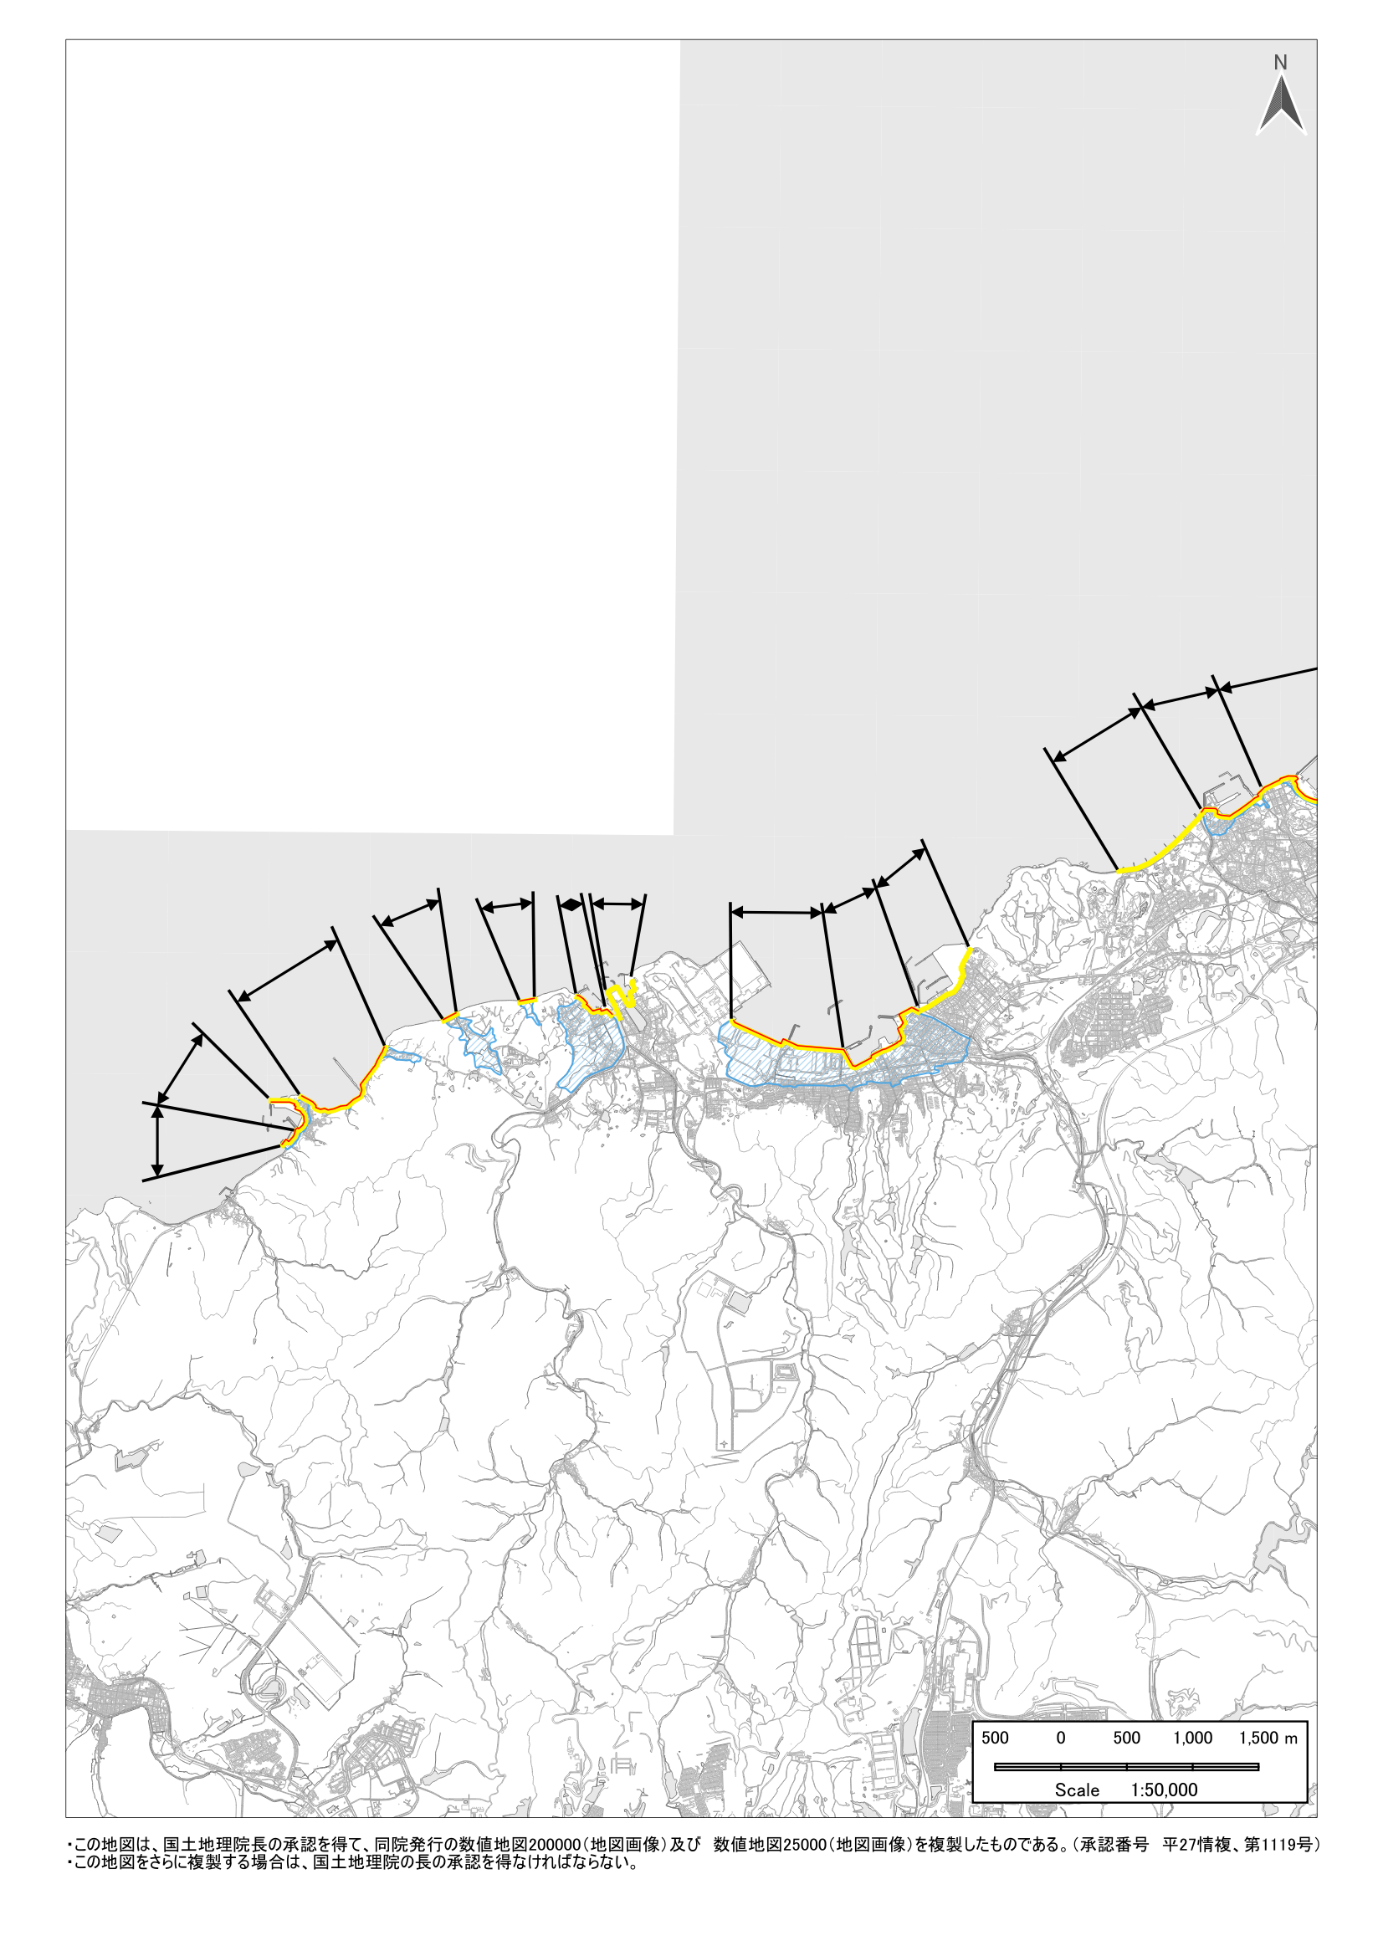 N
500 0 500 1,000 1,500 m
Scale 1:50,000
・この地図は、国土地理院長の承認を得て、同院発行の数値地図200000（地図画像）及び 数値地図25000（地図画像）を複製したものである。（承認番号 平27情複、第1119号）
・この地図をさらに複製する場合は、国土地理院の長の承認を得なければならない。